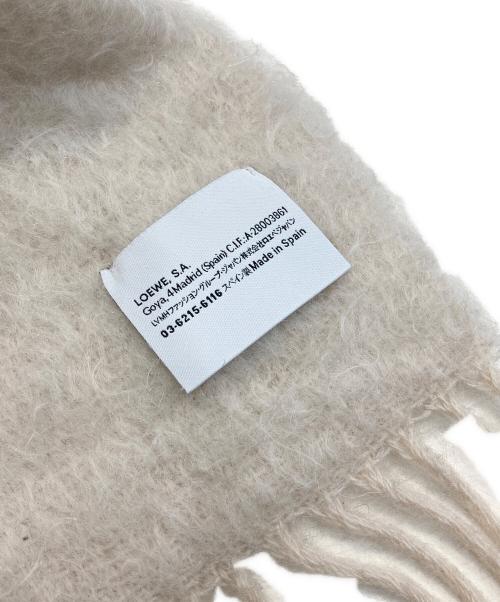 LOEWE, S.A.
Goya, 4 Madrid (Spain) C.I.F.:A-28003861
LVMHファッション・グループ・ジャパン株式会社ロエベジャパン
03-6215-6116 スペイン製 Made in Spain